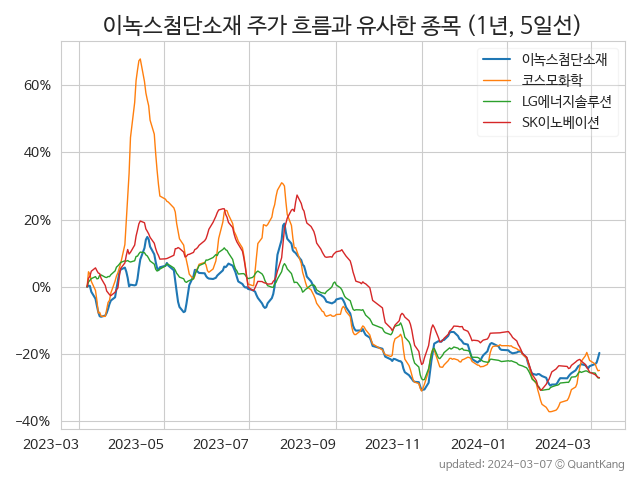 이녹스첨단소재 주가 흐름과 유사한 종목 (1년, 5일선)
이녹스첨단소재
코스모화학
LG에너지솔루션
SK이노베이션
60%
40%
20%
0%
−20%
−40%
2023-03 2023-05 2023-07 2023-09 2023-11 2024-01 2024-03
updated: 2024-03-07 © QuantKang